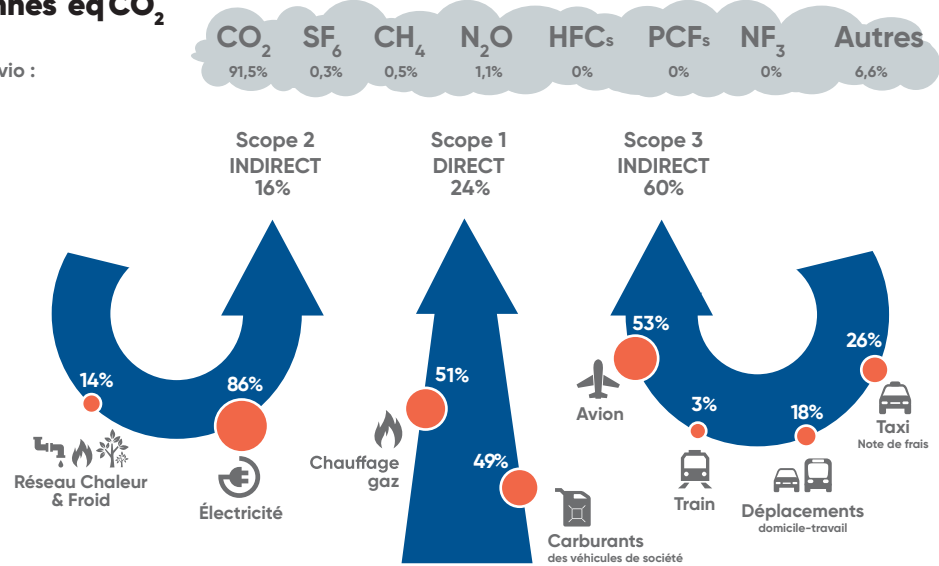 nnes eqCO2
CO2 SF6 CH4 N2O HFCs PCFs NF3 Autres
vio :
91,5% 0,3% 0,5% 1,1% 0% 0% 0% 6,6%
Scope 2
INDIRECT
16%
Scope 1
DIRECT
24%
Scope 3
INDIRECT
60%
14%
Réseau Chaleur
& Froid
86%
Électricité
51%
Chauffage
gaz
49%
Carburants
des véhicules de société
53%
Avion
3%
Train
18%
Déplacements
domicile-travail
26%
Taxi
Note de frais